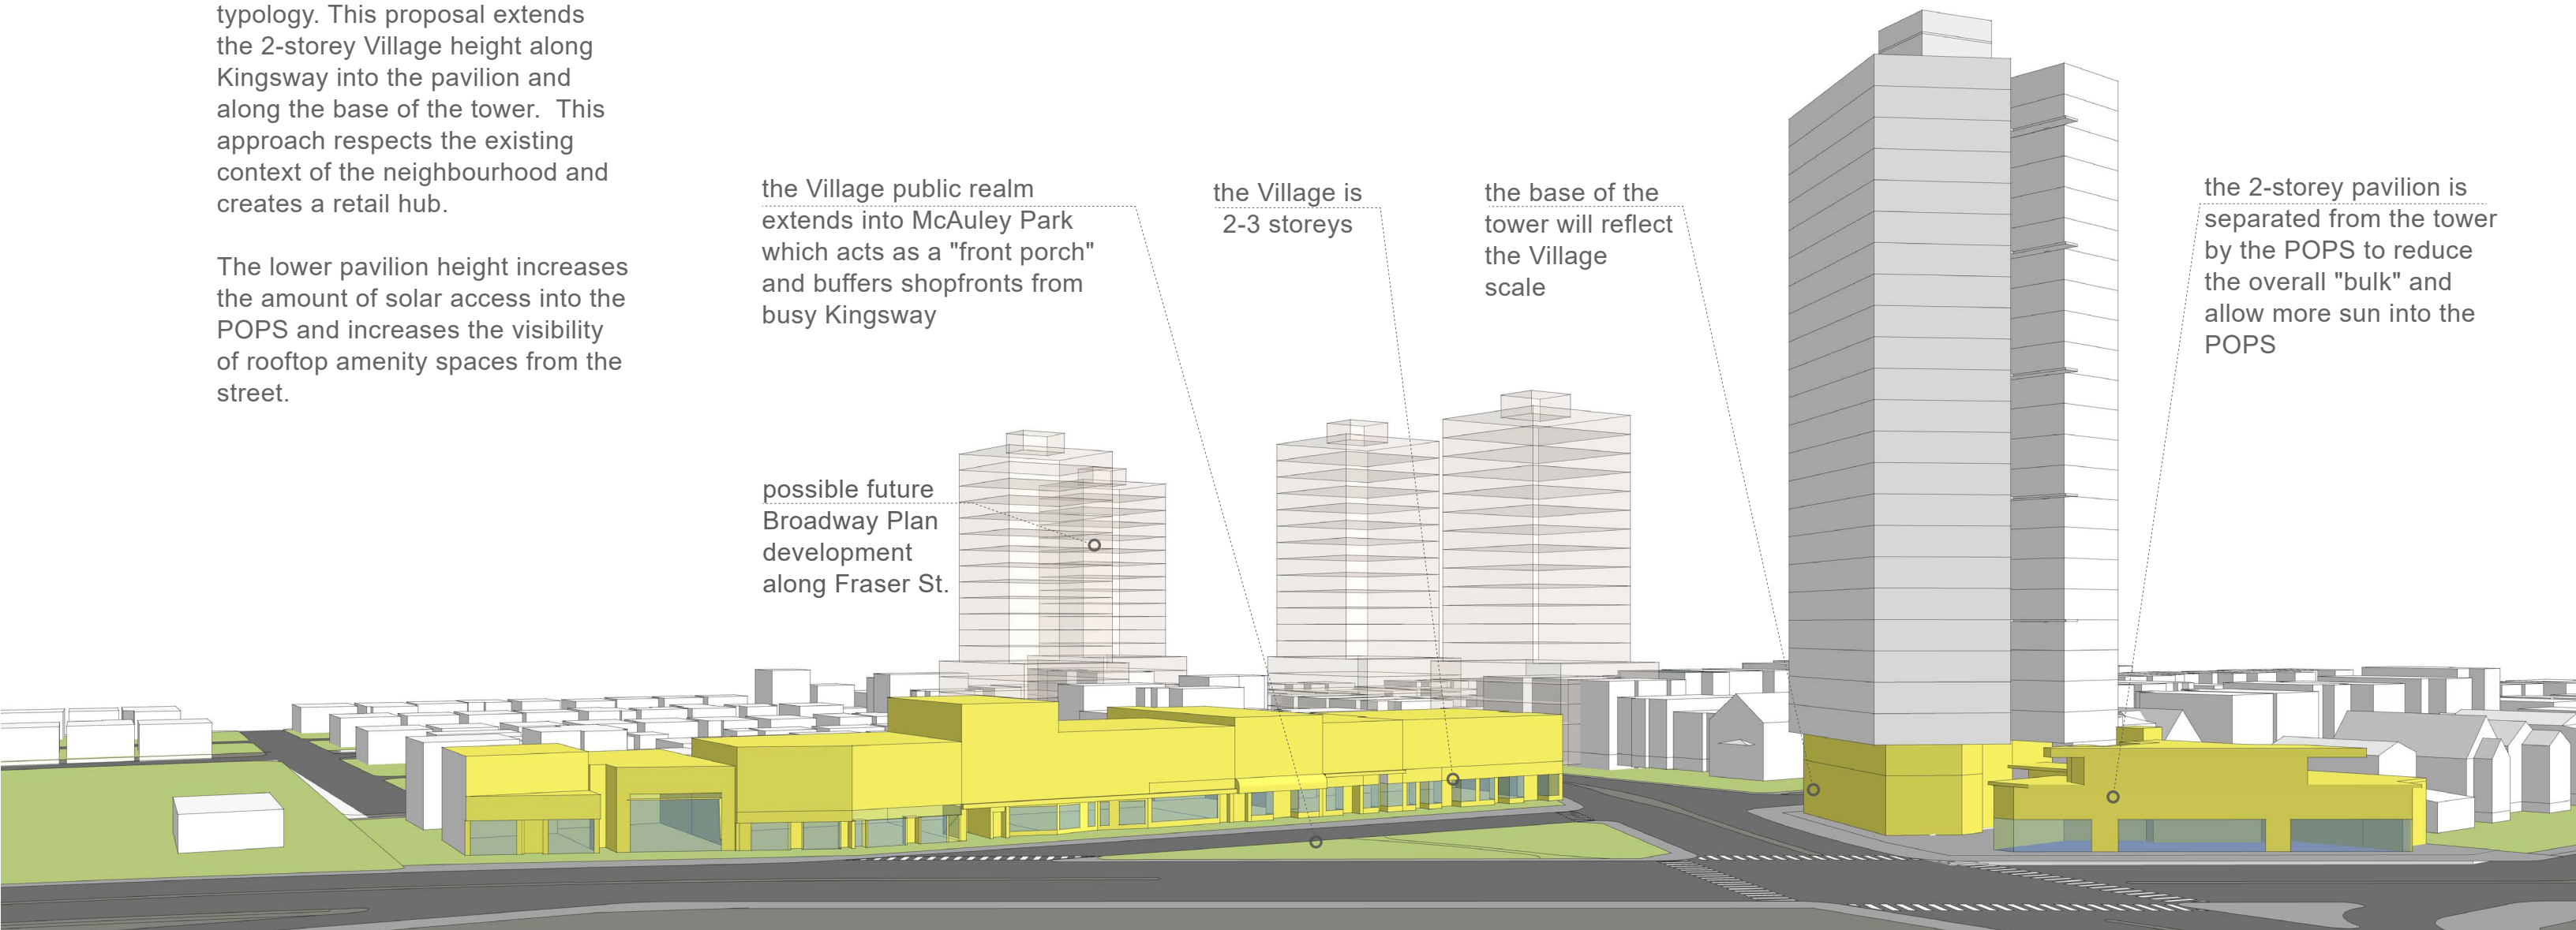 typology. This proposal extends
the 2-storey Village height along
Kingsway into the pavilion and
along the base of the tower.  This
approach respects the existing
context of the neighbourhood and
creates a retail hub.
The lower pavilion height increases
the amount of solar access into the
POPS and increases the visibility
of rooftop amenity spaces from the
street.
the Village public realm
extends into McAuley Park
which acts as a "front porch"
and buffers shopfronts from
busy Kingsway
possible future
Broadway Plan
development
along Fraser St.
the Village is
2-3 storeys
the base of the
tower will reflect
the Village
scale
the 2-storey pavilion is
separated from the tower
by the POPS to reduce
the overall "bulk" and
allow more sun into the
POPS